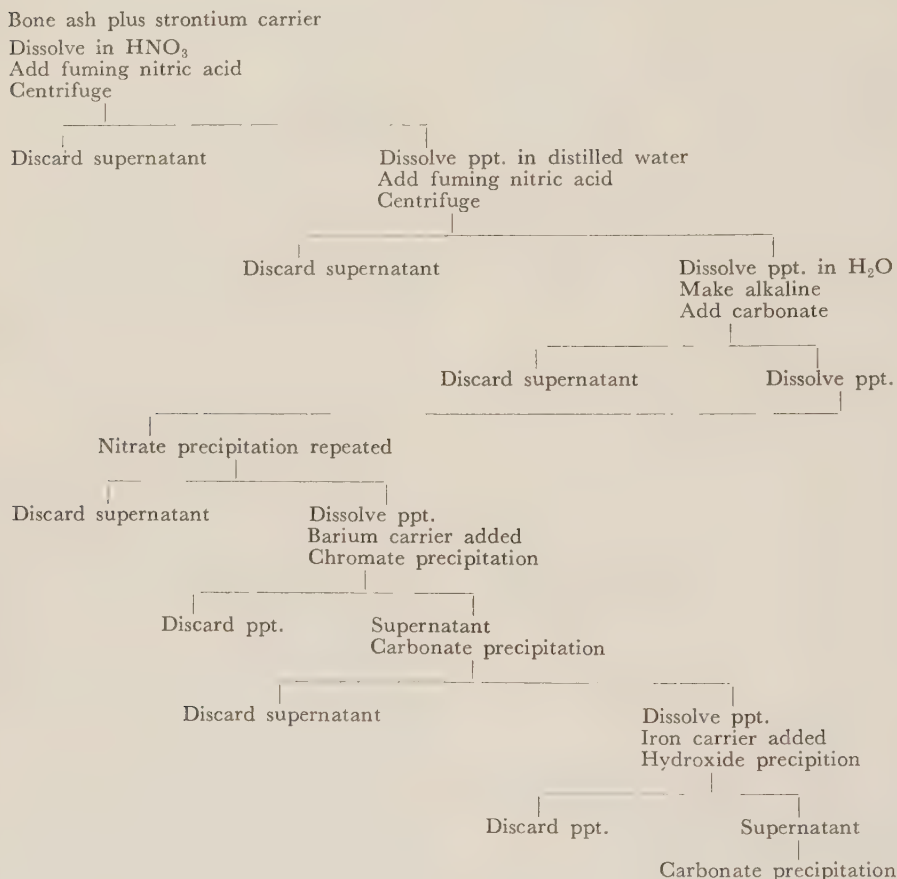 Bone ash plus strontium carrier
Dissolve in HNO₃
Add fuming nitric acid
Centrifuge
Discard supernatant
Dissolve ppt. in distilled water
Add fuming nitric acid
Centrifuge
Discard supernatant
Dissolve ppt. in H₂O
Make alkaline
Add carbonate
Discard supernatant
Dissolve ppt.
Nitrate precipitation repeated
Discard supernatant
Dissolve ppt.
Barium carrier added
Chromate precipitation
Discard ppt.
Supernatant
Carbonate precipitation
Discard supernatant
Dissolve ppt.
Iron carrier added
Hydroxide precipition
Discard ppt.
Supernatant
Carbonate precipitation